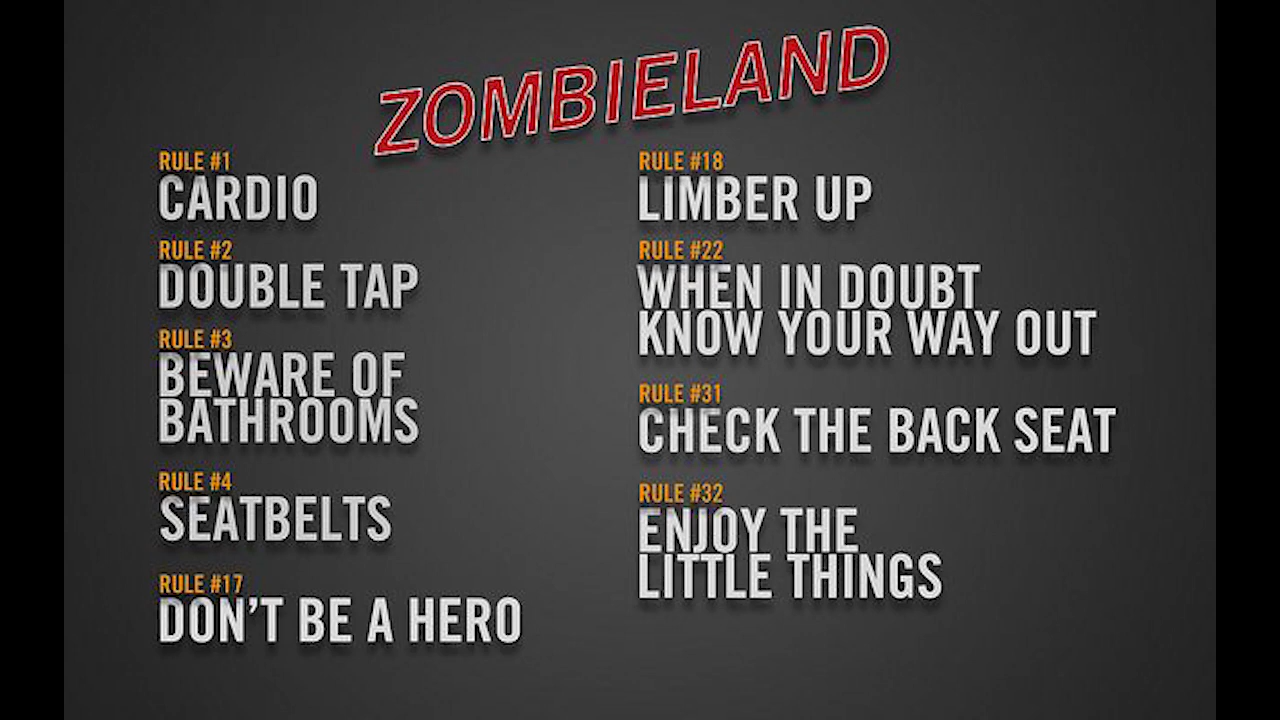 ZOMBIELAND
RULE #1
CARDIO
RULE #2
DOUBLE TAP
RULE #3
BEWARE OF
BATHROOMS
RULE #4
SEATBELTS
RULE #17
DON'T BE A HERO
RULE #18
LIMBER UP
RULE #22
WHEN IN DOUBT
KNOW YOUR WAY OUT
RULE #31
CHECK THE BACK SEAT
RULE #32
ENJOY THE
LITTLE THINGS